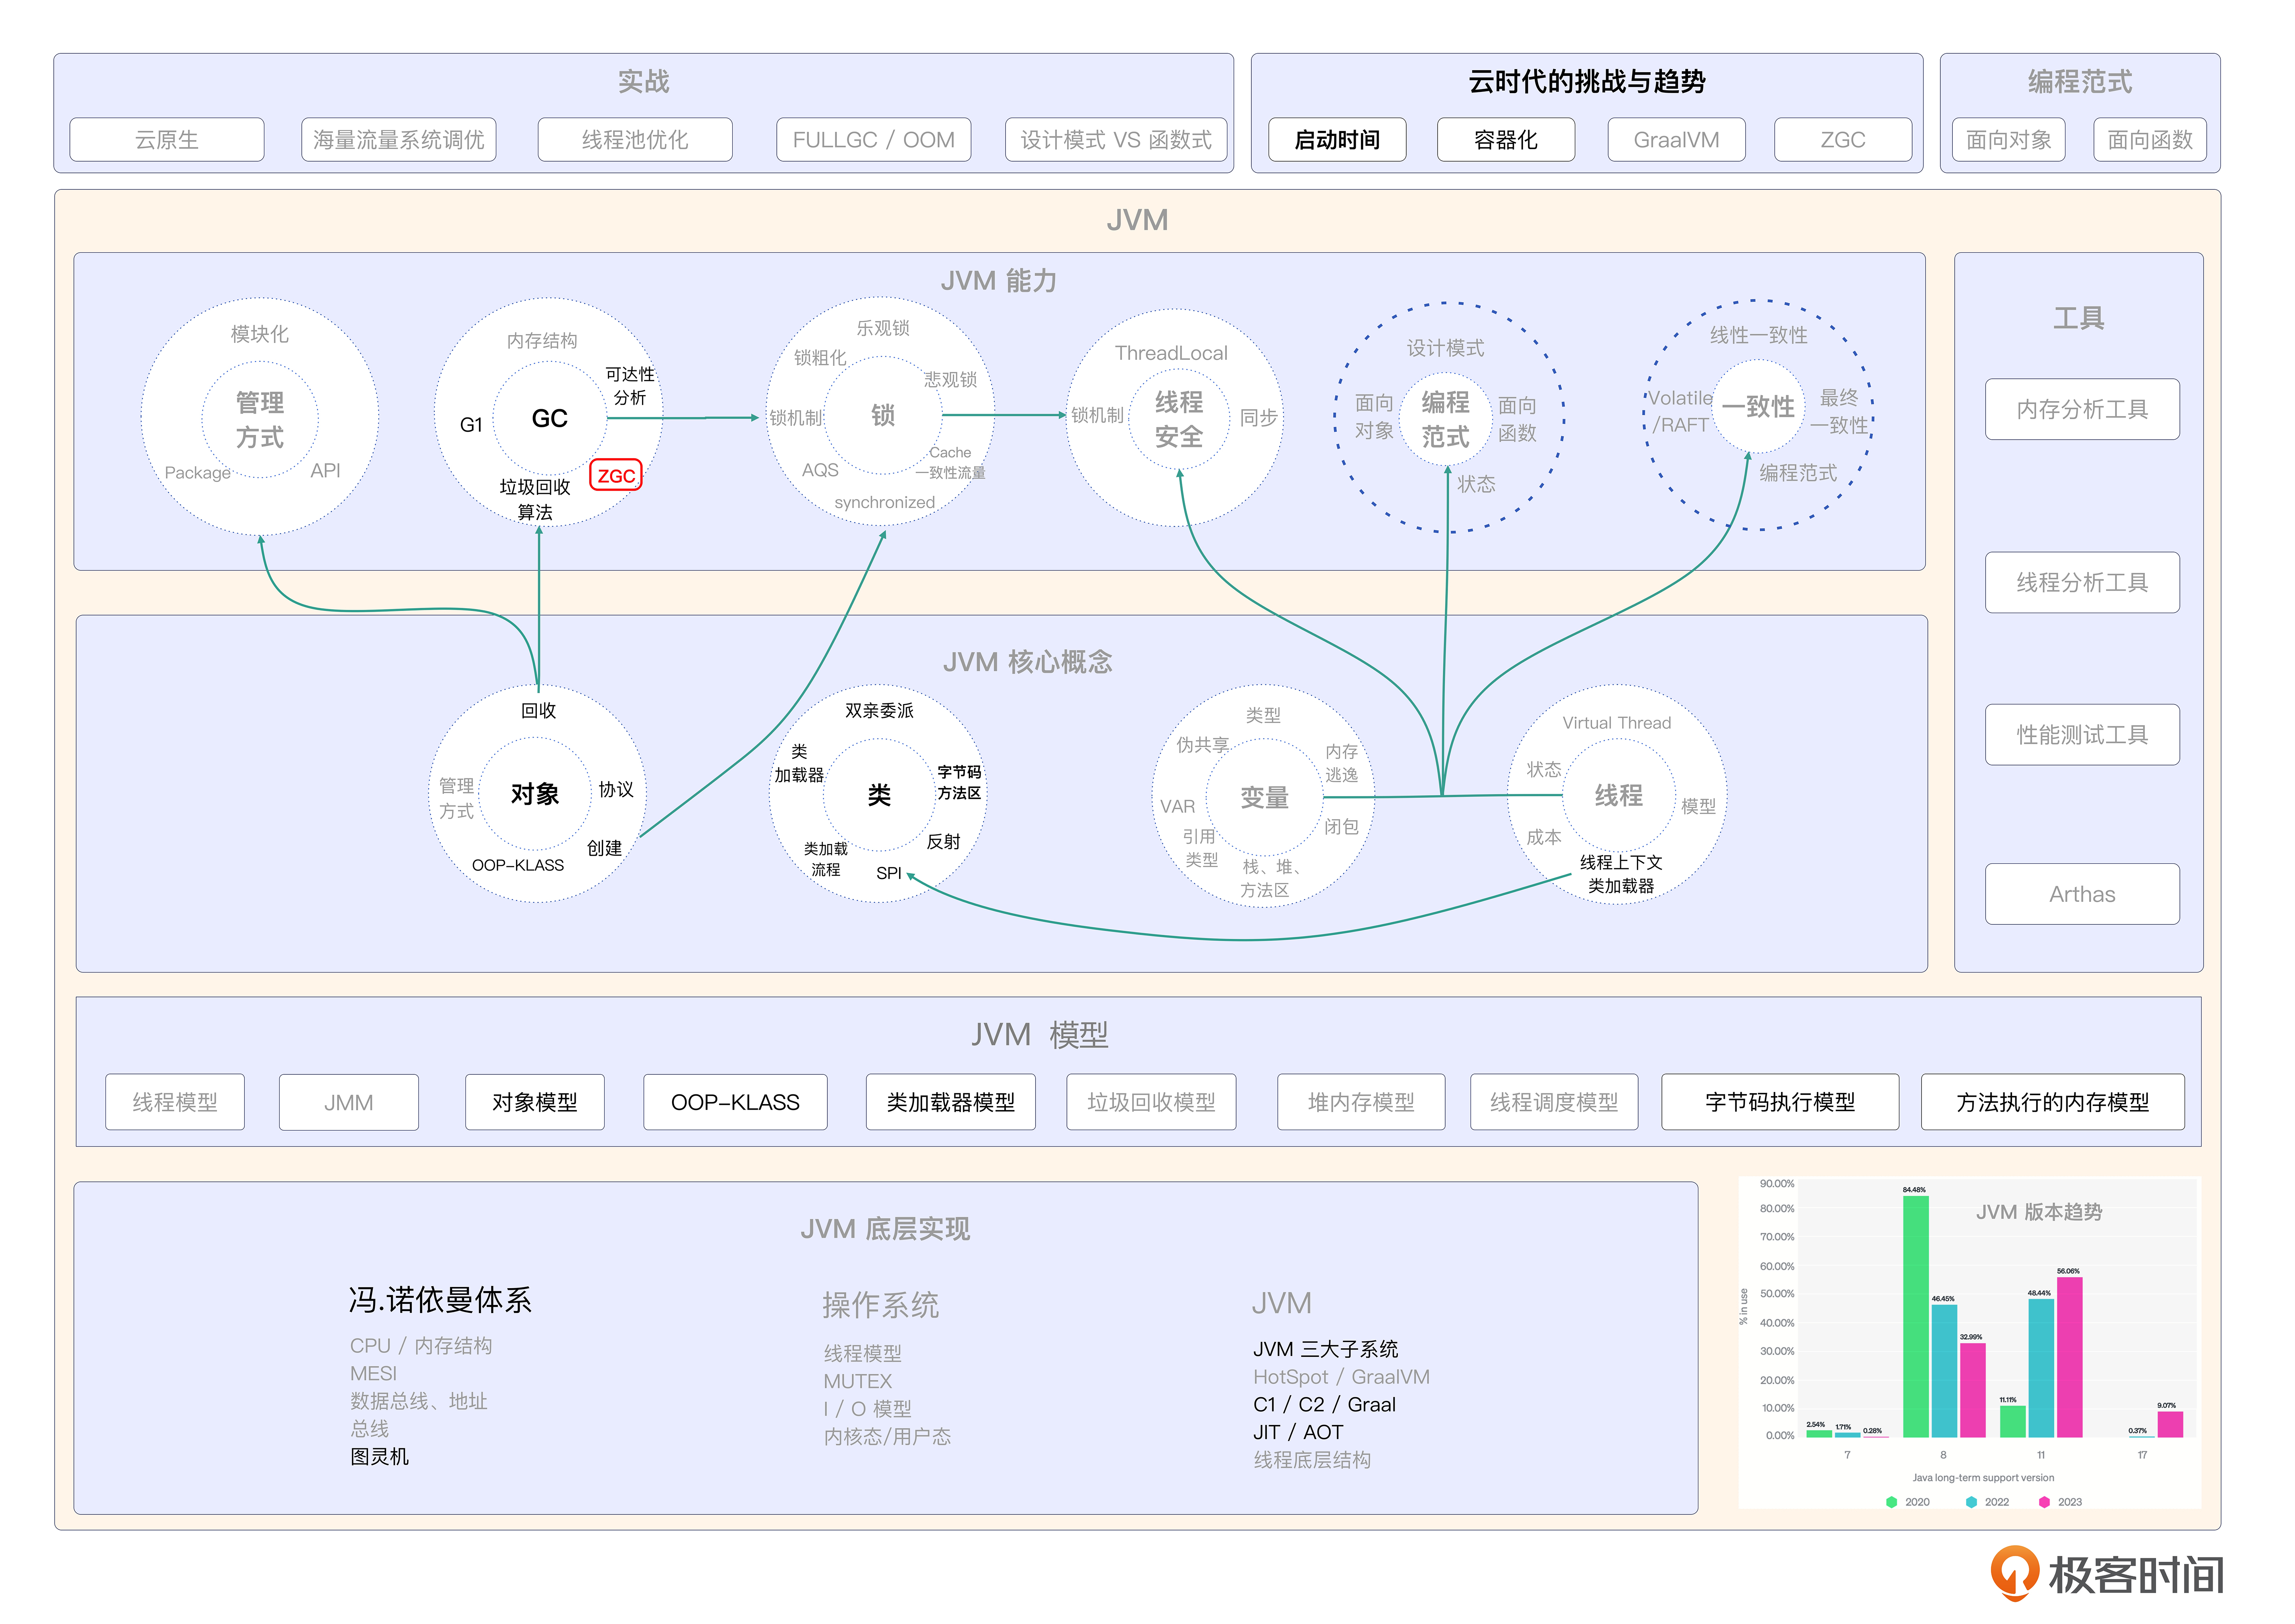 实战
云原生
海量流量系统调优
线程池优化
FULLGC / OOM
设计模式 VS 函数式
云时代的挑战与趋势
启动时间
容器化
GraalVM
ZGC
编程范式
面向对象
面向函数
JVM
JVM 能力
模块化
管理
方式
Package
API
内存结构
可达性
分析
G1
GC
ZGC
垃圾回收
算法
乐观锁
锁粗化
悲观锁
锁机制
锁
AQS
Cache
一致性流量
synchronized
ThreadLocal
锁机制
线程
安全
同步
设计模式
面向
对象
编程
范式
面向
函数
状态
线性一致性
Volatile
/RAFT
一致性
最终
一致性
编程范式
工具
内存分析工具
线程分析工具
性能测试工具
Arthas
JVM 核心概念
回收
管理
方式
对象
协议
创建
OOP-KLASS
双亲委派
类
加载器
类
字节码
方法区
反射
类加载
流程
SPI
类型
伪共享
内存
逃逸
VAR
变量
闭包
引用
类型
栈、堆、
方法区
Virtual Thread
状态
线程
模型
成本
线程上下文
类加载器
JVM 模型
线程模型
JMM
对象模型
OOP-KLASS
类加载器模型
垃圾回收模型
堆内存模型
线程调度模型
字节码执行模型
方法执行的内存模型
JVM 底层实现
冯.诺依曼体系
CPU / 内存结构
MESI
数据总线、地址
总线
图灵机
操作系统
线程模型
MUTEX
I / O 模型
内核态/用户态
JVM
JVM 三大子系统
HotSpot / GraalVM
C1 / C2 / Graal
JIT / AOT
线程底层结构
JVM 版本趋势
% in use
90.00%
80.00%
70.00%
60.00%
50.00%
40.00%
30.00%
20.00%
10.00%
0.00%
2.54%
1.71%
0.28%
84.48%
46.45%
32.99%
11.11%
48.44%
56.06%
0.37%
9.07%
7
8
11
17
Java long-term support version
2020
2022
2023
极客时间